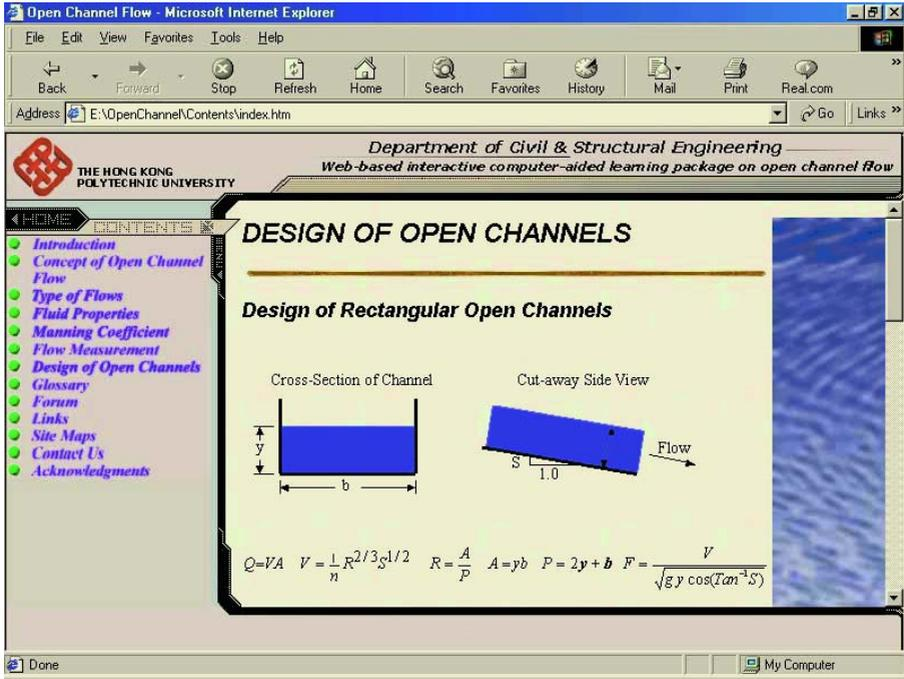 Open Channel Flow - Microsoft Internet Explorer
File Edit View Favorites Tools Help
Back Forward Stop Refresh Home Search Favorites History Mail Print Real.com »
Address E:\OpenChannel\Contents\index.htm Go Links »
THE HONG KONG
POLYTECHNIC UNIVERSITY
Department of Civil & Structural Engineering
Web-based interactive computer-aided learning package on open channel flow
HOME
CONTENTS
MENU
Introduction
Concept of Open Channel
Flow
Type of Flows
Fluid Properties
Manning Coefficient
Flow Measurement
Design of Open Channels
Glossary
Forum
Links
Site Maps
Contact Us
Acknowledgments
DESIGN OF OPEN CHANNELS
Design of Rectangular Open Channels
Cross-Section of Channel Cut-away Side View
y
b
S
1.0
Flow
Q=VA V = 1/n R^2/3 S^1/2 R = A/P A = yb P = 2y + b F = V/√(g y cos(Tan⁻¹S))
Done My Computer